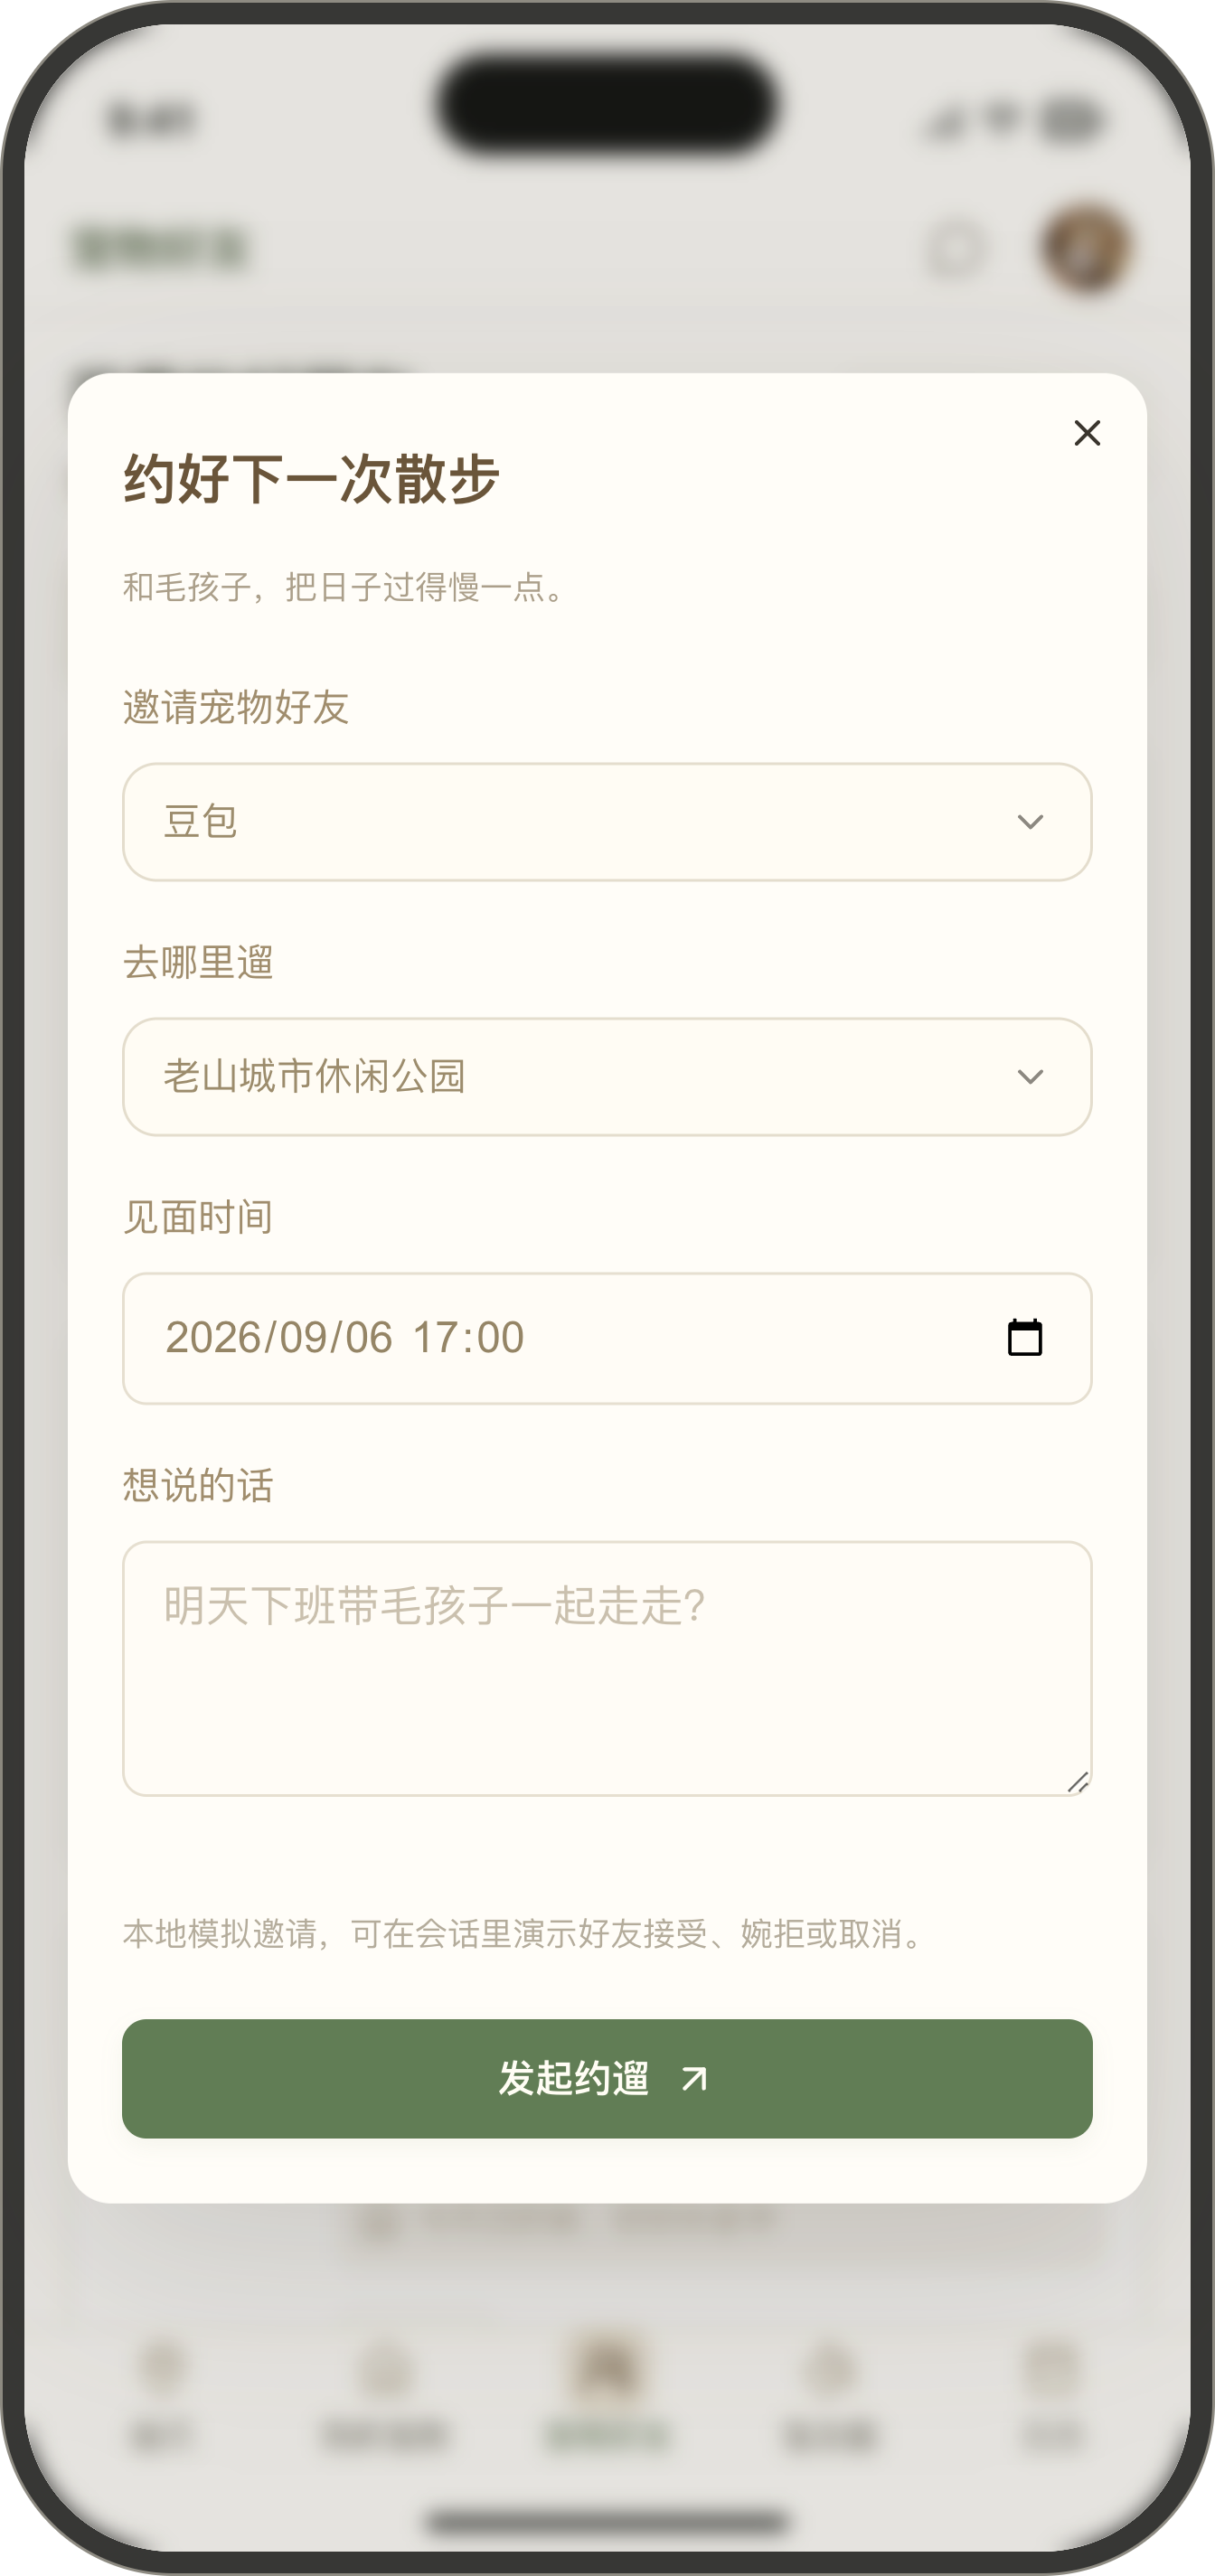 约好下一次散步
和毛孩子，把日子过得慢一点。
邀请宠物好友
豆包
去哪里遛
老山城市休闲公园
见面时间
2026/09/06 17:00
想说的话
明天下班带毛孩子一起走走?
本地模拟邀请，可在会话里演示好友接受、婉拒或取消。
发起约遛